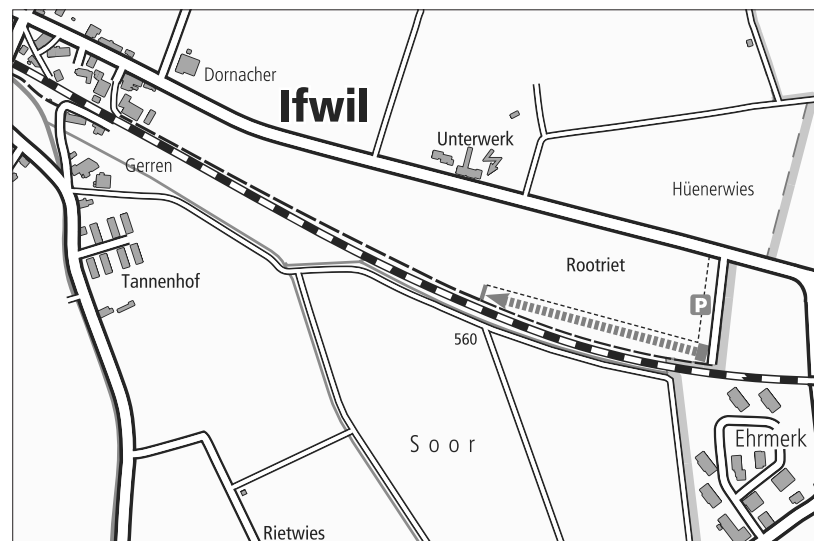 Dornacher
Ifwil
Unterwerk
Gerren
Hüenerwies
Tannenhof
Rootriet
P
560
Soor
Ehrmerk
Rietwies